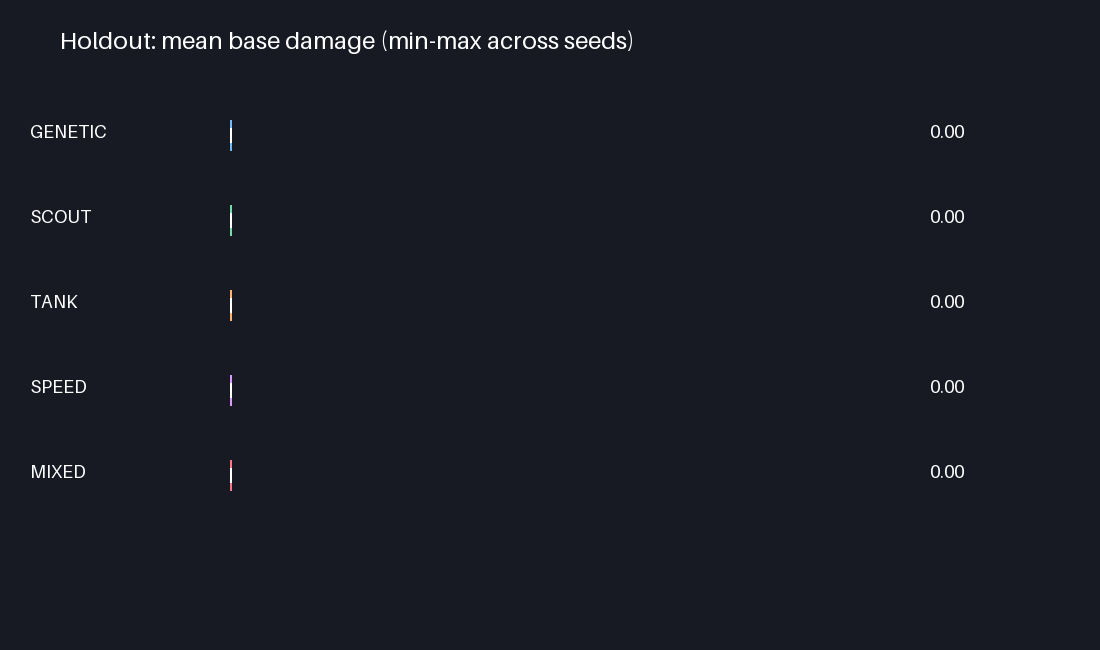 Holdout: mean base damage (min-max across seeds)
GENETIC 0.00
SCOUT 0.00
TANK 0.00
SPEED 0.00
MIXED 0.00